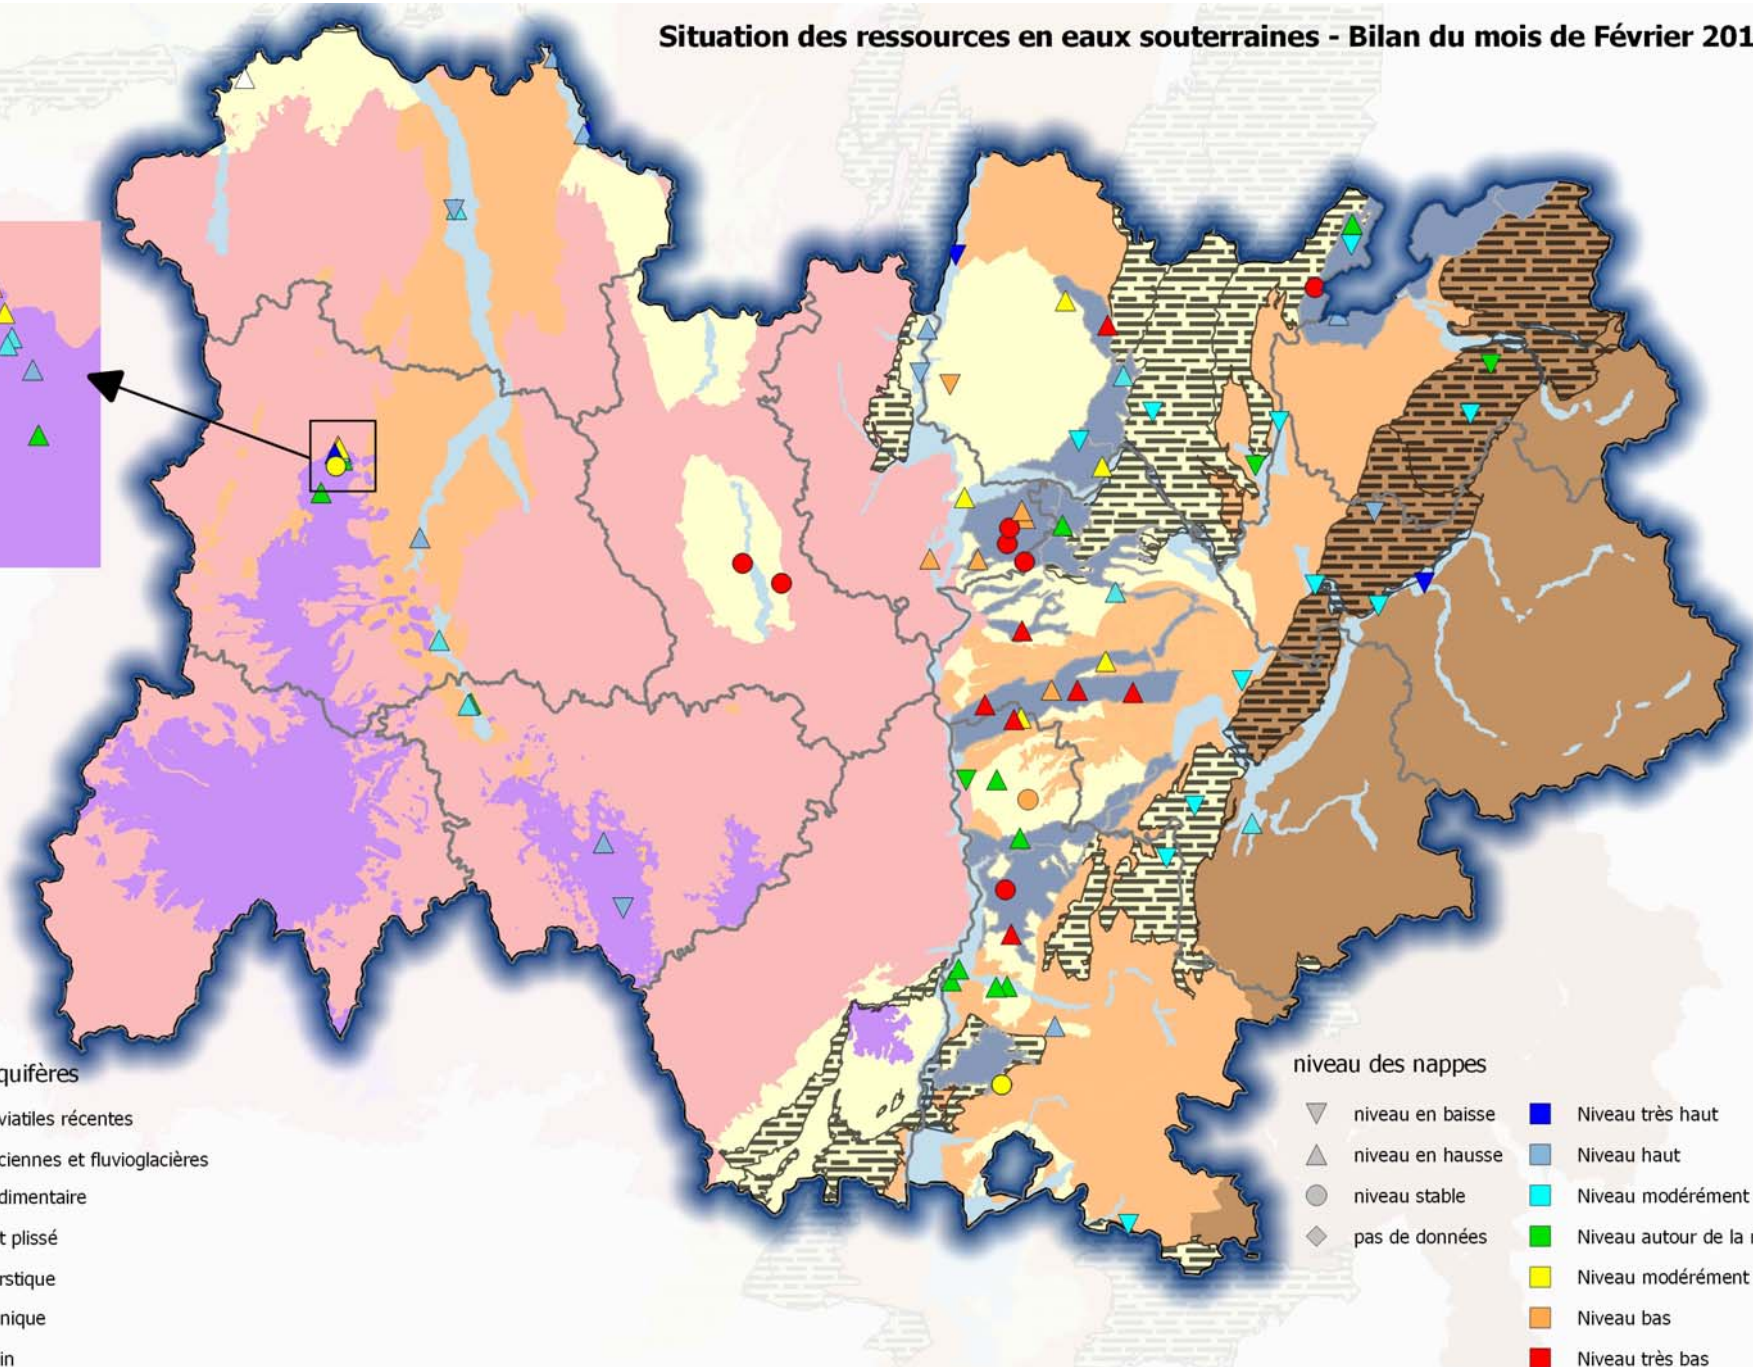 Situation des ressources en eaux souterraines - Bilan du mois de Février 201
quifères
viatiles récentes
ciennes et fluvioglacières
dimentaire
t plissé
rstique
nique
in
niveau des nappes
niveau en baisse
niveau en hausse
niveau stable
pas de données
Niveau très haut
Niveau haut
Niveau modérément
Niveau autour de la
Niveau modérément
Niveau bas
Niveau très bas